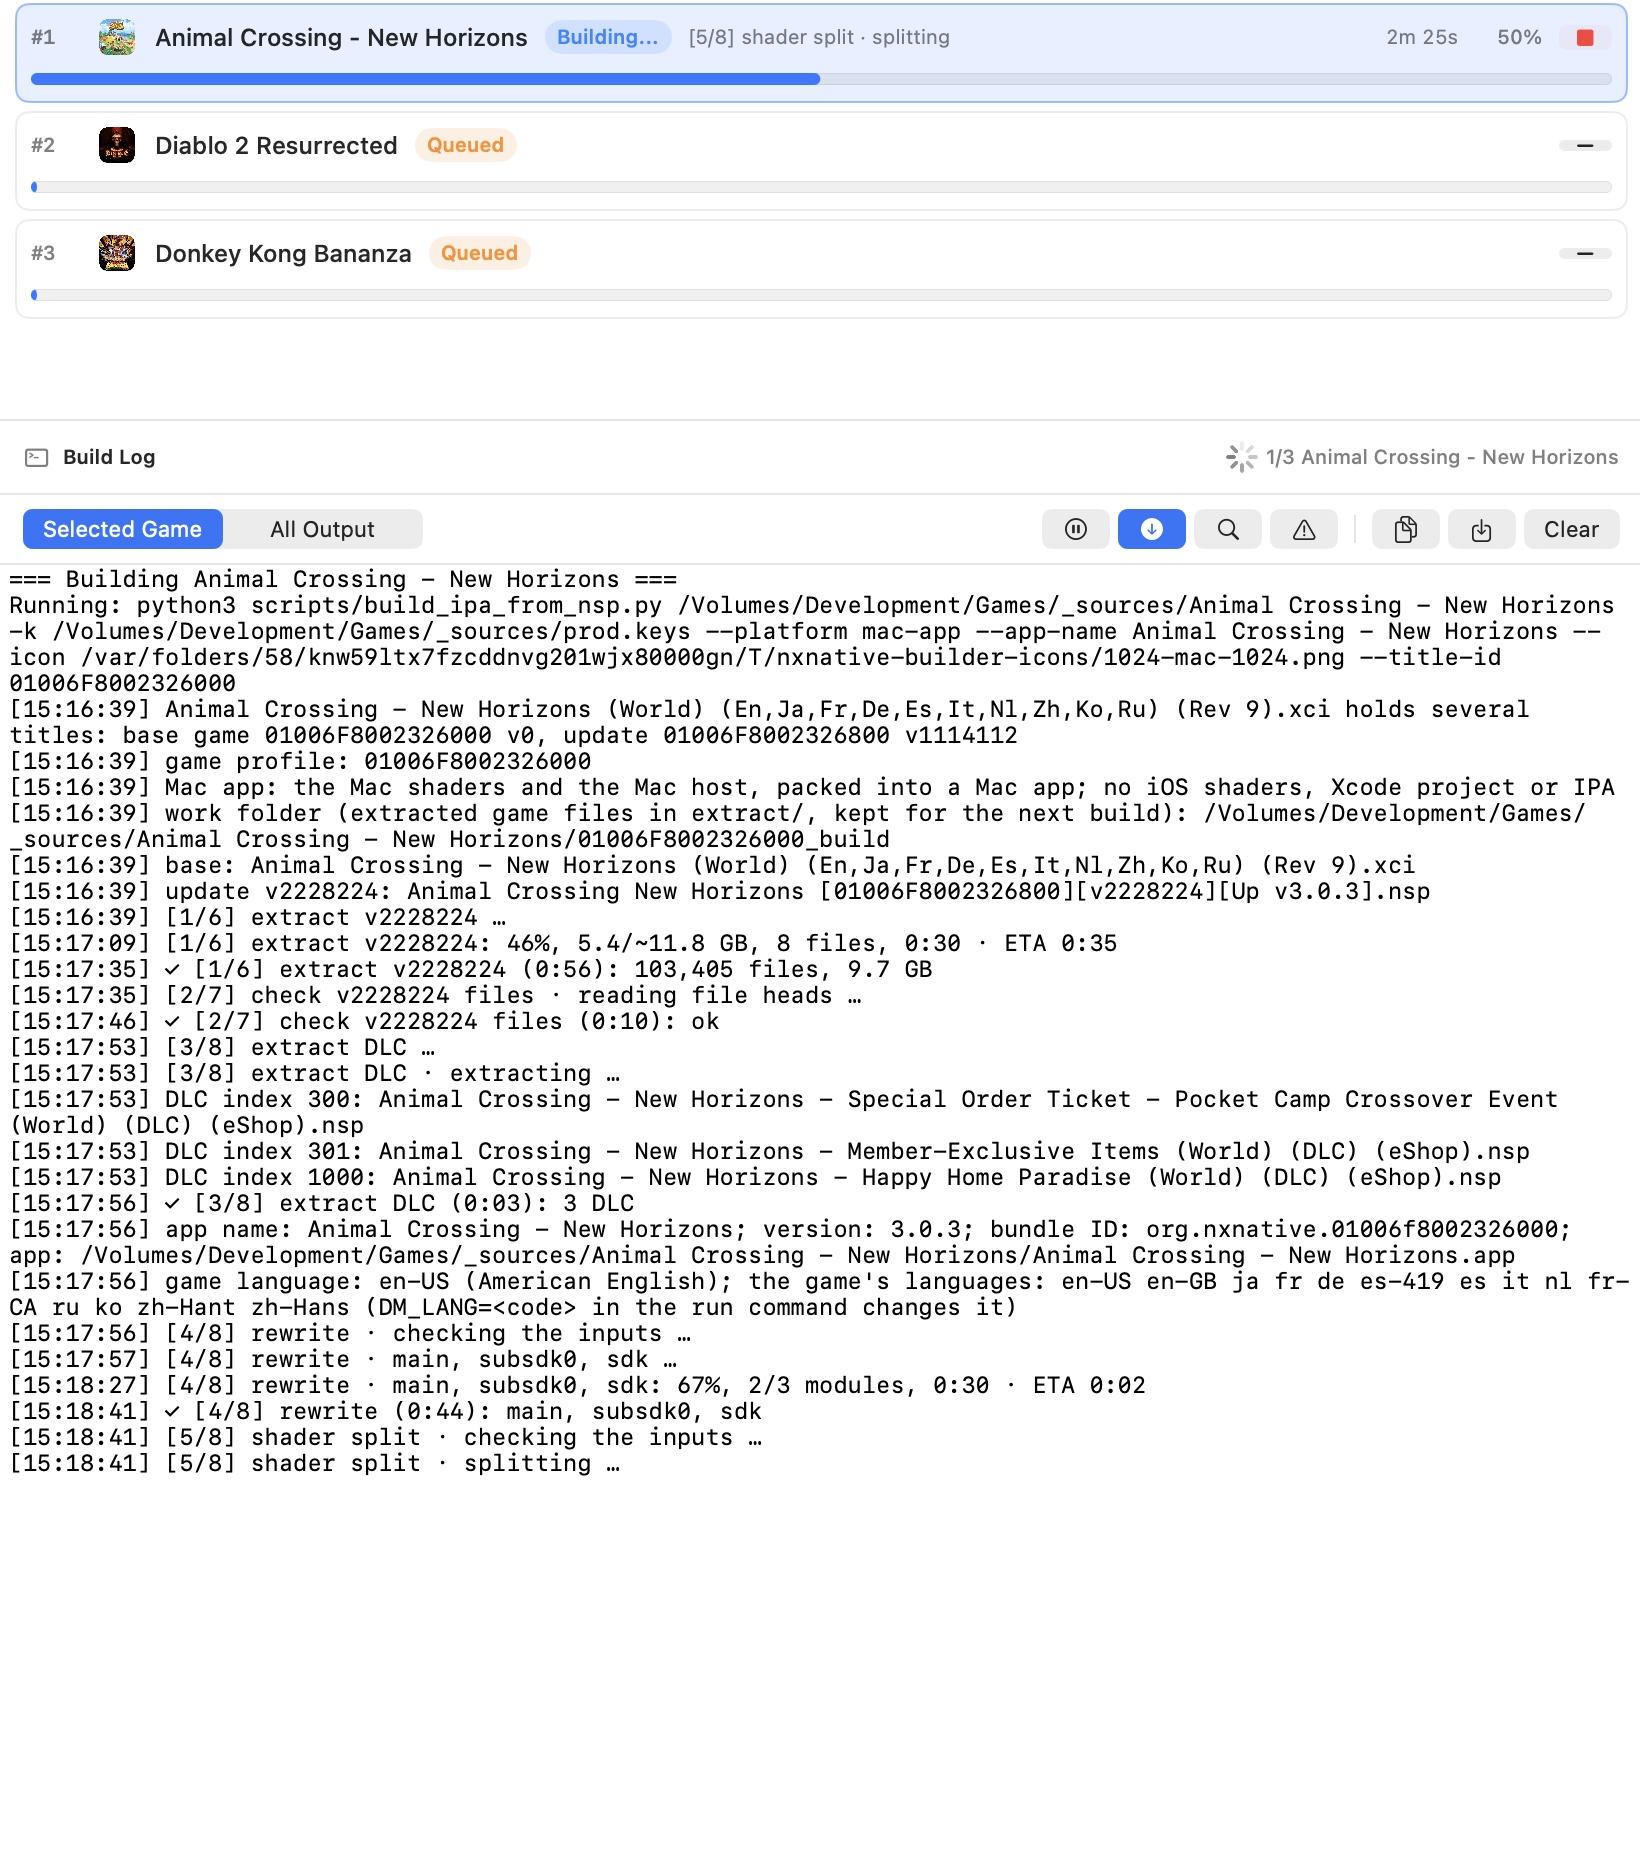 #1 Animal Crossing - New Horizons Building... [5/8] shader split · splitting 2m 25s 50%
#2 Diablo 2 Resurrected Queued
#3 Donkey Kong Bananza Queued
Build Log 1/3 Animal Crossing - New Horizons
Selected Game All Output Clear
=== Building Animal Crossing – New Horizons ===
Running: python3 scripts/build_ipa_from_nsp.py /Volumes/Development/Games/_sources/Animal Crossing – New Horizons
-k /Volumes/Development/Games/_sources/prod.keys --platform mac-app --app-name Animal Crossing – New Horizons --
icon /var/folders/58/knw59ltx7fzcddnvg201wjx80000gn/T/nxnative-builder-icons/1024-mac-1024.png --title-id
01006F8002326000
[15:16:39] Animal Crossing – New Horizons (World) (En,Ja,Fr,De,Es,It,Nl,Zh,Ko,Ru) (Rev 9).xci holds several
titles: base game 01006F8002326000 v0, update 01006F8002326800 v1114112
[15:16:39] game profile: 01006F8002326000
[15:16:39] Mac app: the Mac shaders and the Mac host, packed into a Mac app; no iOS shaders, Xcode project or IPA
[15:16:39] work folder (extracted game files in extract/, kept for the next build): /Volumes/Development/Games/
_sources/Animal Crossing – New Horizons/01006F8002326000_build
[15:16:39] base: Animal Crossing – New Horizons (World) (En,Ja,Fr,De,Es,It,Nl,Zh,Ko,Ru) (Rev 9).xci
[15:16:39] update v2228224: Animal Crossing New Horizons [01006F8002326800][v2228224][Up v3.0.3].nsp
[15:16:39] [1/6] extract v2228224 …
[15:17:09] [1/6] extract v2228224: 46%, 5.4/~11.8 GB, 8 files, 0:30 · ETA 0:35
[15:17:35] ✓ [1/6] extract v2228224 (0:56): 103,405 files, 9.7 GB
[15:17:35] [2/7] check v2228224 files · reading file heads …
[15:17:46] ✓ [2/7] check v2228224 files (0:10): ok
[15:17:53] [3/8] extract DLC …
[15:17:53] [3/8] extract DLC · extracting …
[15:17:53] DLC index 300: Animal Crossing – New Horizons – Special Order Ticket – Pocket Camp Crossover Event
(World) (DLC) (eShop).nsp
[15:17:53] DLC index 301: Animal Crossing – New Horizons – Member-Exclusive Items (World) (DLC) (eShop).nsp
[15:17:53] DLC index 1000: Animal Crossing – New Horizons – Happy Home Paradise (World) (DLC) (eShop).nsp
[15:17:56] ✓ [3/8] extract DLC (0:03): 3 DLC
[15:17:56] app name: Animal Crossing – New Horizons; version: 3.0.3; bundle ID: org.nxnative.01006f8002326000;
app: /Volumes/Development/Games/_sources/Animal Crossing – New Horizons/Animal Crossing – New Horizons.app
[15:17:56] game language: en-US (American English); the game's languages: en-US en-GB ja fr de es-419 es it nl fr-
CA ru ko zh-Hant zh-Hans (DM_LANG=<code> in the run command changes it)
[15:17:56] [4/8] rewrite · checking the inputs …
[15:17:57] [4/8] rewrite · main, subsdk0, sdk …
[15:18:27] [4/8] rewrite · main, subsdk0, sdk: 67%, 2/3 modules, 0:30 · ETA 0:02
[15:18:41] ✓ [4/8] rewrite (0:44): main, subsdk0, sdk
[15:18:41] [5/8] shader split · checking the inputs …
[15:18:41] [5/8] shader split · splitting …